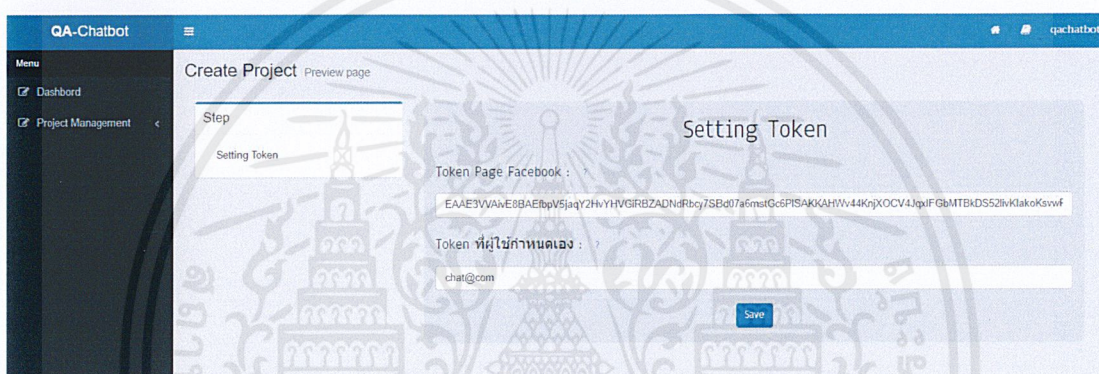 QA-Chatbot
qachatbot
Menu
Dashbord
Project Management
Create Project Preview page
Step
Setting Token
Setting Token
Token Page Facebook : ?
Token ที่ผู้ใช้กำหนดเอง : ?
chat@com
Save